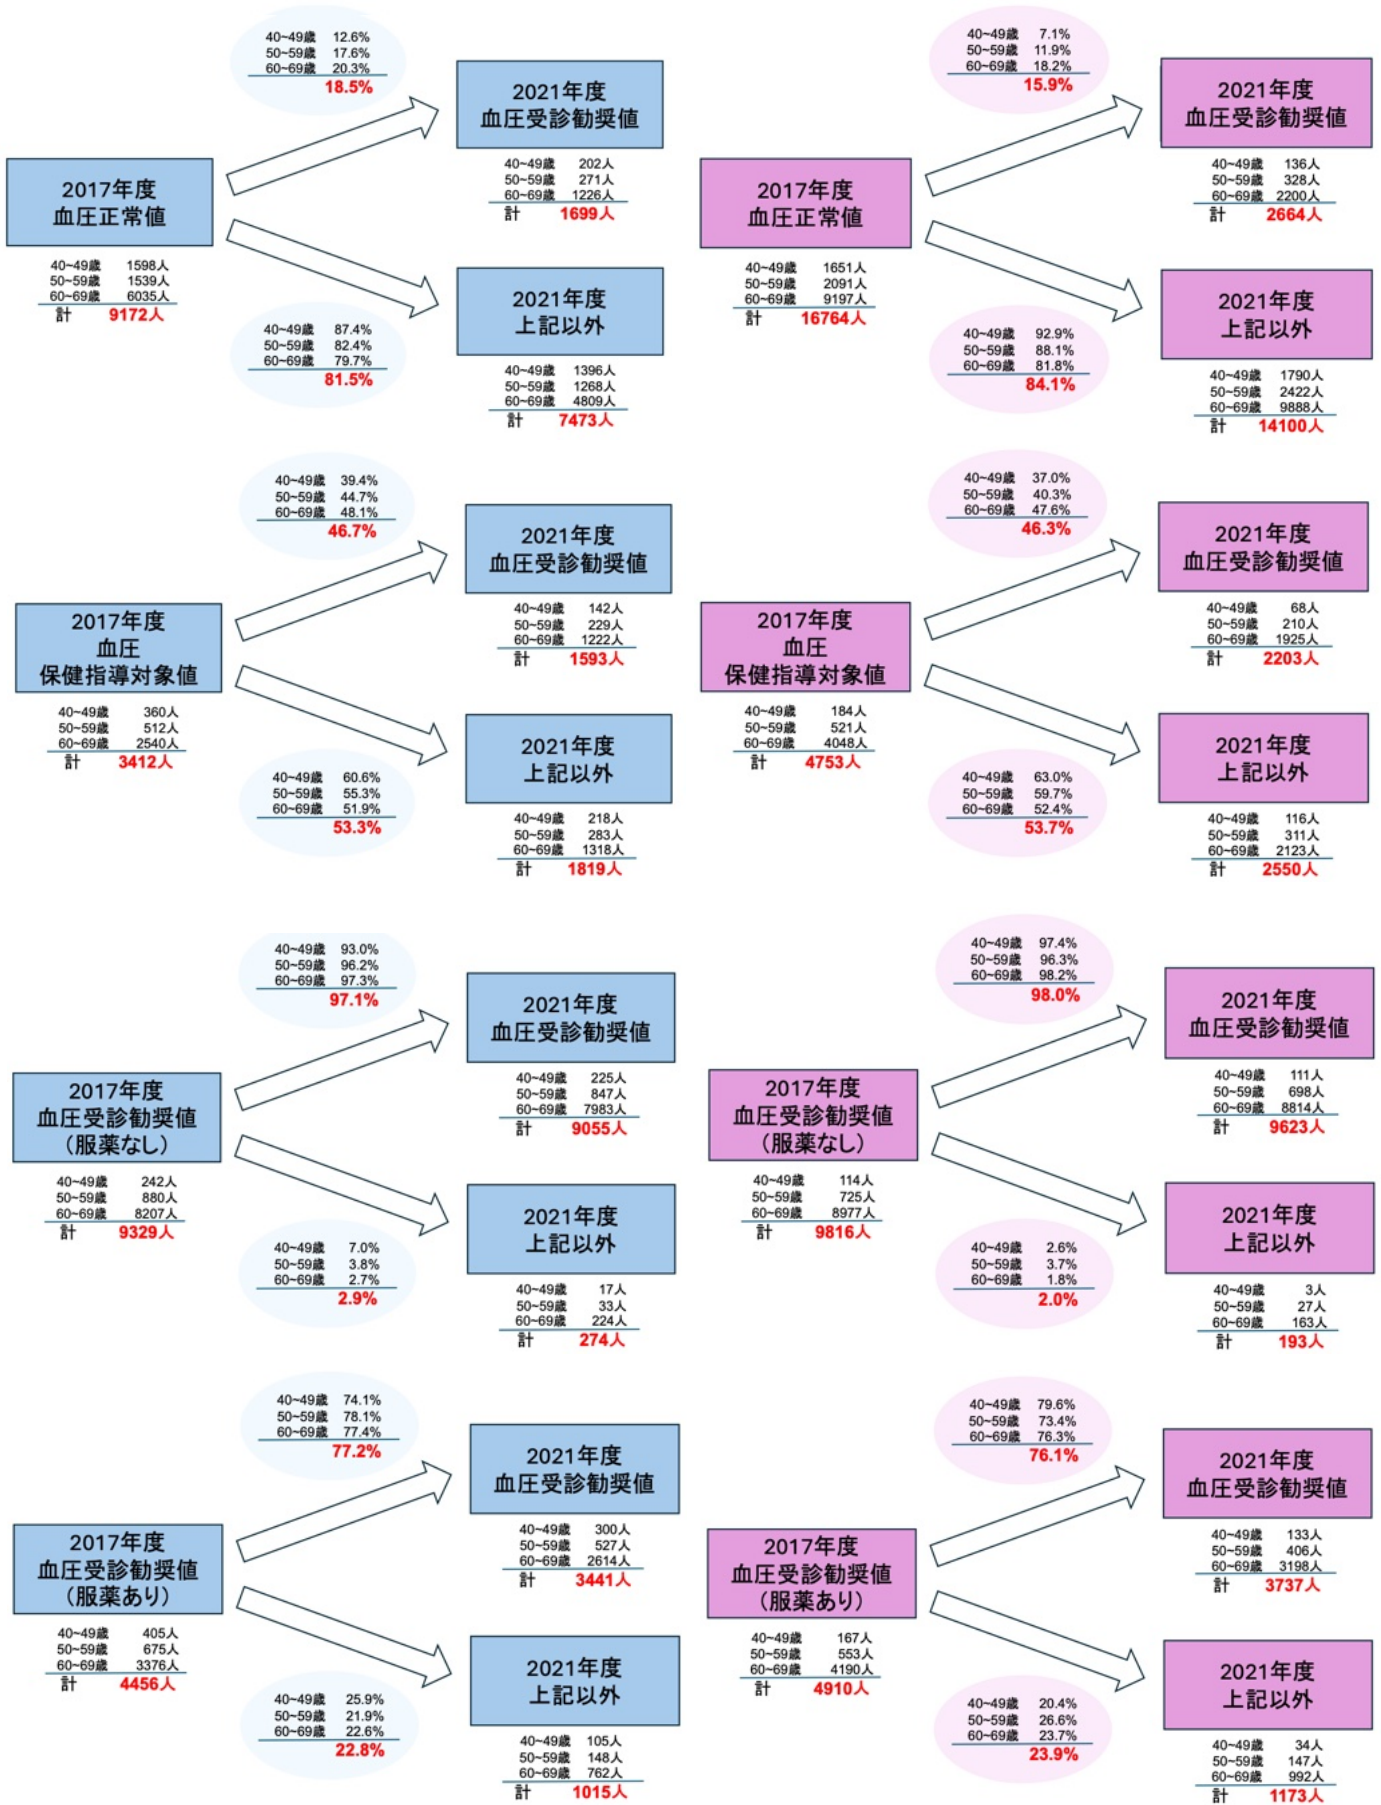 40~49歳 12.6%
50~59歳 17.6%
60~69歳 20.3%
18.5%
2021年度
血圧受診勧奨値
40~49歳 202人
50~59歳 271人
60~69歳 1226人
計 1699人
2017年度
血圧正常値
40~49歳 1598人
50~59歳 1539人
60~69歳 6035人
計 9172人
2021年度
上記以外
40~49歳 87.4%
50~59歳 82.4%
60~69歳 79.7%
81.5%
40~49歳 1396人
50~59歳 1268人
60~69歳 4809人
計 7473人
40~49歳 7.1%
50~59歳 11.9%
60~69歳 18.2%
15.9%
2021年度
血圧受診勧奨値
40~49歳 136人
50~59歳 328人
60~69歳 2200人
計 2664人
2017年度
血圧正常値
40~49歳 1651人
50~59歳 2091人
60~69歳 9197人
計 16764人
2021年度
上記以外
40~49歳 92.9%
50~59歳 88.1%
60~69歳 81.8%
84.1%
40~49歳 1790人
50~59歳 2422人
60~69歳 9888人
計 14100人
40~49歳 39.4%
50~59歳 44.7%
60~69歳 48.1%
46.7%
2021年度
血圧受診勧奨値
40~49歳 142人
50~59歳 229人
60~69歳 1222人
計 1593人
2017年度
血圧
保健指導対象値
40~49歳 360人
50~59歳 512人
60~69歳 2540人
計 3412人
2021年度
上記以外
40~49歳 60.6%
50~59歳 55.3%
60~69歳 51.9%
53.3%
40~49歳 218人
50~59歳 283人
60~69歳 1318人
計 1819人
40~49歳 37.0%
50~59歳 40.3%
60~69歳 47.6%
46.3%
2021年度
血圧受診勧奨値
40~49歳 68人
50~59歳 210人
60~69歳 1925人
計 2203人
2017年度
血圧
保健指導対象値
40~49歳 184人
50~59歳 521人
60~69歳 4048人
計 4753人
2021年度
上記以外
40~49歳 63.0%
50~59歳 59.7%
60~69歳 52.4%
53.7%
40~49歳 116人
50~59歳 311人
60~69歳 2123人
計 2550人
40~49歳 93.0%
50~59歳 96.2%
60~69歳 97.3%
97.1%
2021年度
血圧受診勧奨値
40~49歳 225人
50~59歳 847人
60~69歳 7983人
計 9055人
2017年度
血圧受診勧奨値
(服薬なし)
40~49歳 242人
50~59歳 880人
60~69歳 8207人
計 9329人
2021年度
上記以外
40~49歳 7.0%
50~59歳 3.8%
60~69歳 2.7%
2.9%
40~49歳 17人
50~59歳 33人
60~69歳 224人
計 274人
40~49歳 97.4%
50~59歳 96.3%
60~69歳 98.2%
98.0%
2021年度
血圧受診勧奨値
40~49歳 111人
50~59歳 698人
60~69歳 8814人
計 9623人
2017年度
血圧受診勧奨値
(服薬なし)
40~49歳 114人
50~59歳 725人
60~69歳 8977人
計 9816人
2021年度
上記以外
40~49歳 2.6%
50~59歳 3.7%
60~69歳 1.8%
2.0%
40~49歳 3人
50~59歳 27人
60~69歳 163人
計 193人
40~49歳 74.1%
50~59歳 78.1%
60~69歳 77.4%
77.2%
2021年度
血圧受診勧奨値
40~49歳 300人
50~59歳 527人
60~69歳 2614人
計 3441人
2017年度
血圧受診勧奨値
(服薬あり)
40~49歳 405人
50~59歳 675人
60~69歳 3376人
計 4456人
2021年度
上記以外
40~49歳 25.9%
50~59歳 21.9%
60~69歳 22.6%
22.8%
40~49歳 105人
50~59歳 148人
60~69歳 762人
計 1015人
40~49歳 79.6%
50~59歳 73.4%
60~69歳 76.3%
76.1%
2021年度
血圧受診勧奨値
40~49歳 133人
50~59歳 406人
60~69歳 3198人
計 3737人
2017年度
血圧受診勧奨値
(服薬あり)
40~49歳 167人
50~59歳 553人
60~69歳 4190人
計 4910人
2021年度
上記以外
40~49歳 20.4%
50~59歳 26.6%
60~69歳 23.7%
23.9%
40~49歳 34人
50~59歳 147人
60~69歳 992人
計 1173人